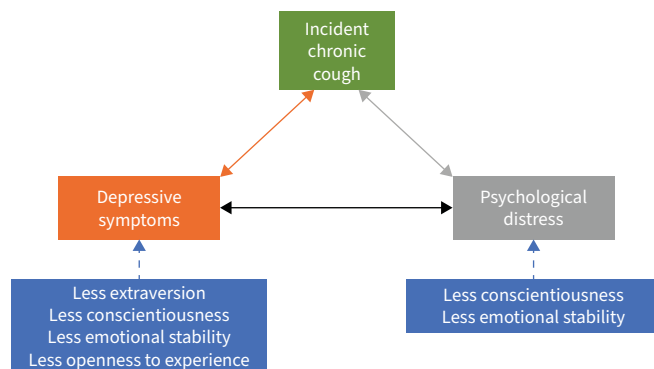 Incident
chronic
cough
Depressive
symptoms
Psychological
distress
Less extraversion
Less conscientiousness
Less emotional stability
Less openness to experience
Less conscientiousness
Less emotional stability